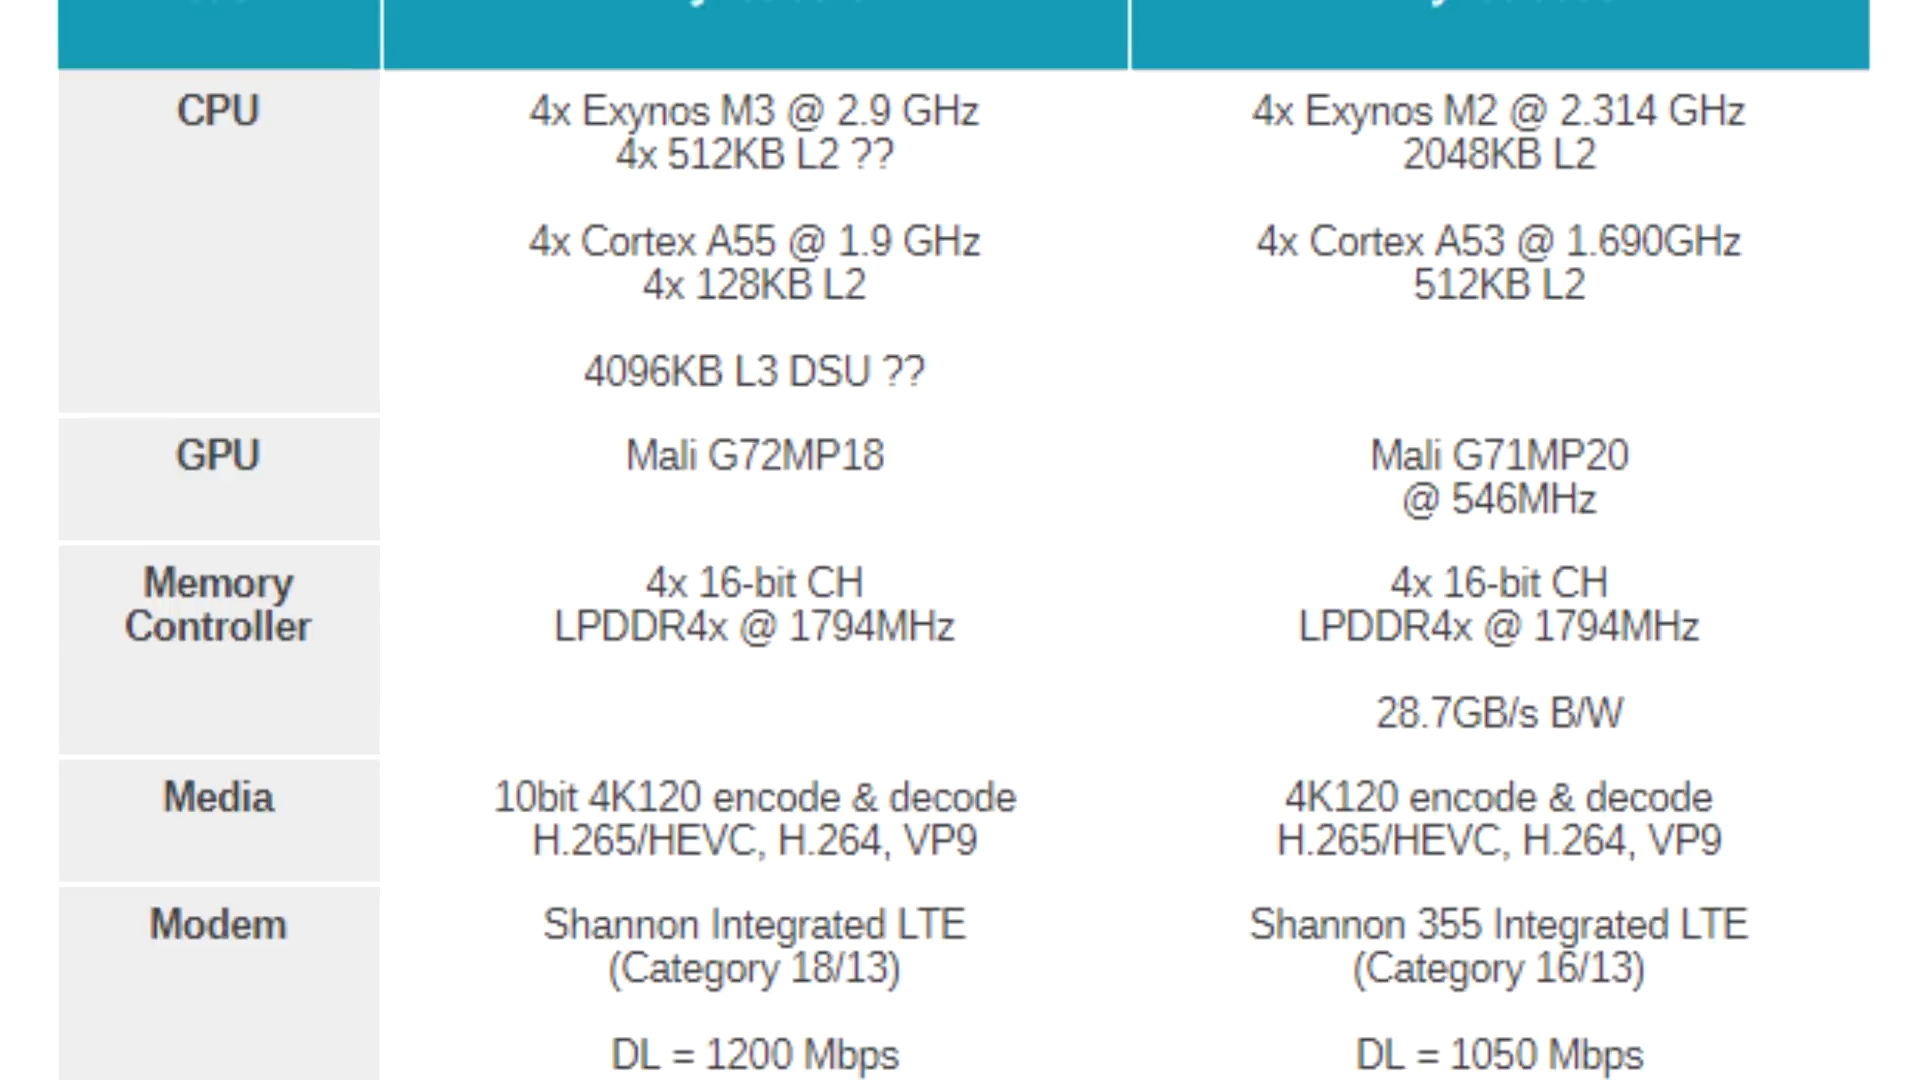 CPU
4x Exynos M3 @ 2.9 GHz
4x 512KB L2 ??
4x Cortex A55 @ 1.9 GHz
4x 128KB L2
4096KB L3 DSU ??
4x Exynos M2 @ 2.314 GHz
2048KB L2
4x Cortex A53 @ 1.690GHz
512KB L2
GPU
Mali G72MP18
Mali G71MP20
@ 546MHz
Memory
Controller
4x 16-bit CH
LPDDR4x @ 1794MHz
4x 16-bit CH
LPDDR4x @ 1794MHz
28.7GB/s B/W
Media
10bit 4K120 encode & decode
H.265/HEVC, H.264, VP9
4K120 encode & decode
H.265/HEVC, H.264, VP9
Modem
Shannon Integrated LTE
(Category 18/13)
DL = 1200 Mbps
Shannon 355 Integrated LTE
(Category 16/13)
DL = 1050 Mbps